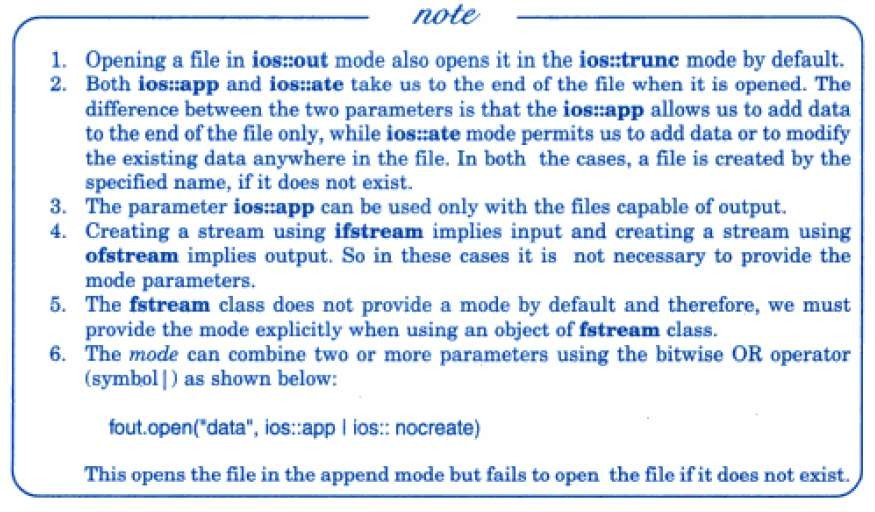 note
1. Opening a file in ios::out mode also opens it in the ios::trunc mode by default.
2. Both ios::app and ios::ate take us to the end of the file when it is opened. The
difference between the two parameters is that the ios::app allows us to add data
to the end of the file only, while ios::ate mode permits us to add data or to modify
the existing data anywhere in the file. In both the cases, a file is created by the
specified name, if it does not exist.
3. The parameter ios::app can be used only with the files capable of output.
4. Creating a stream using ifstream implies input and creating a stream using
ofstream implies output. So in these cases it is not necessary to provide the
mode parameters.
5. The fstream class does not provide a mode by default and therefore, we must
provide the mode explicitly when using an object of fstream class.
6. The mode can combine two or more parameters using the bitwise OR operator
(symbol|) as shown below:
fout.open("data", ios::app | ios:: nocreate)
This opens the file in the append mode but fails to open the file if it does not exist.